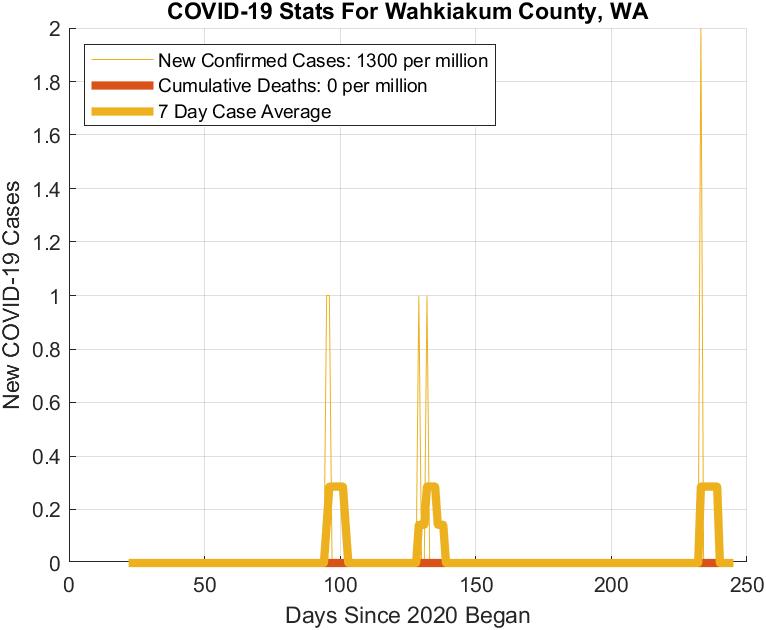 COVID-19 Stats For Wahkiakum County, WA
New Confirmed Cases: 1300 per million
Cumulative Deaths: 0 per million
7 Day Case Average
New COVID-19 Cases
2
1.8
1.6
1.4
1.2
1
0.8
0.6
0.4
0.2
0
0 50 100 150 200 250
Days Since 2020 Began